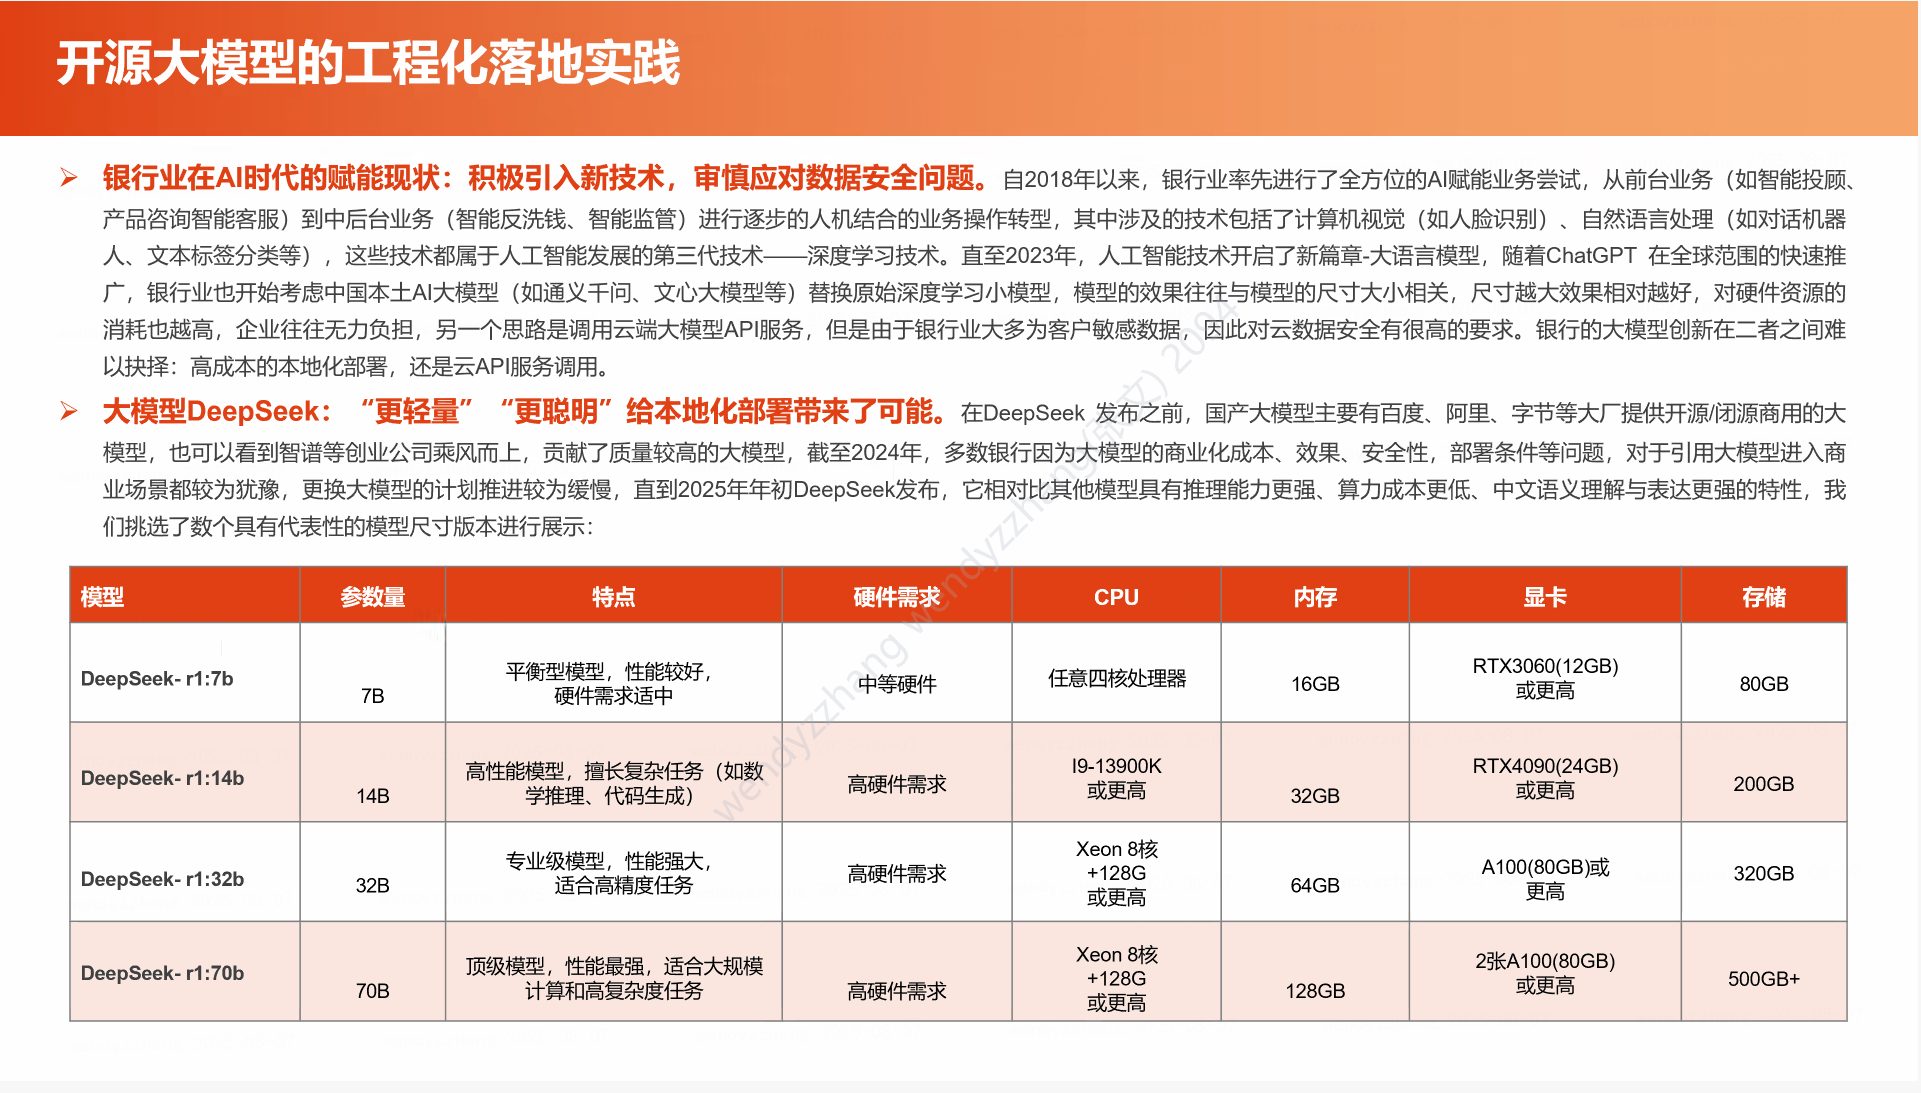 开源大模型的工程化落地实践
➢ 银行业在AI时代的赋能现状：积极引入新技术，审慎应对数据安全问题。自2018年以来，银行业率先进行了全方位的AI赋能业务尝试，从前台业务（如智能投顾、
产品咨询智能客服）到中后台业务（智能反洗钱、智能监管）进行逐步的人机结合的业务操作转型，其中涉及的技术包括了计算机视觉（如人脸识别）、自然语言处理（如对话机器
人、文本标签分类等），这些技术都属于人工智能发展的第三代技术——深度学习技术。直至2023年，人工智能技术开启了新篇章-大语言模型，随着ChatGPT 在全球范围的快速推
广，银行业也开始考虑中国本土AI大模型（如通义千问、文心大模型等）替换原始深度学习小模型，模型的效果往往与模型的尺寸大小相关，尺寸越大效果相对越好，对硬件资源的
消耗也越高，企业往往无力负担，另一个思路是调用云端大模型API服务，但是由于银行业大多为客户敏感数据，因此对云数据安全有很高的要求。银行的大模型创新在二者之间难
以抉择：高成本的本地化部署，还是云API服务调用。
➢ 大模型DeepSeek：“更轻量”“更聪明”给本地化部署带来了可能。在DeepSeek 发布之前，国产大模型主要有百度、阿里、字节等大厂提供开源/闭源商用的大
模型，也可以看到智谱等创业公司乘风而上，贡献了质量较高的大模型，截至2024年，多数银行因为大模型的商业化成本、效果、安全性，部署条件等问题，对于引用大模型进入商
业场景都较为犹豫，更换大模型的计划推进较为缓慢，直到2025年年初DeepSeek发布，它相对比其他模型具有推理能力更强、算力成本更低、中文语义理解与表达更强的特性，我
们挑选了数个具有代表性的模型尺寸版本进行展示：
模型 参数量 特点 硬件需求 CPU 内存 显卡 存储
DeepSeek- r1:7b
7B
平衡型模型，性能较好，
硬件需求适中
中等硬件
任意四核处理器
16GB
RTX3060(12GB)
或更高
80GB
DeepSeek- r1:14b
14B
高性能模型，擅长复杂任务（如数
学推理、代码生成）
高硬件需求
I9-13900K
或更高
32GB
RTX4090(24GB)
或更高
200GB
DeepSeek- r1:32b
32B
专业级模型，性能强大，
适合高精度任务
高硬件需求
Xeon 8核
+128G
或更高
64GB
A100(80GB)或
更高
320GB
DeepSeek- r1:70b
70B
顶级模型，性能最强，适合大规模
计算和高复杂度任务
高硬件需求
Xeon 8核
+128G
或更高
128GB
2张A100(80GB)
或更高
500GB+
wendyzzhang wendyzzhang(张文) 2004